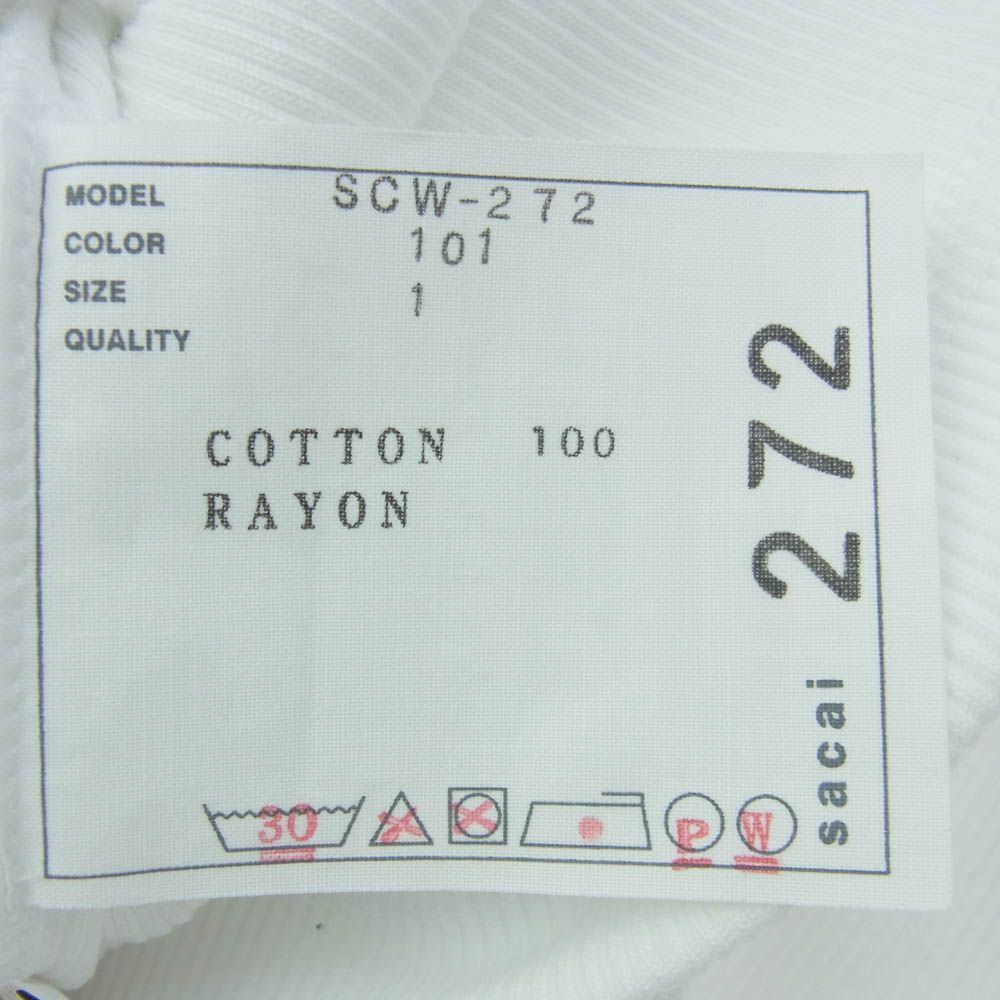 MODEL SCW-272
COLOR 101
SIZE 1
QUALITY
COTTON 100
RAYON
30
P
W
sacai 272